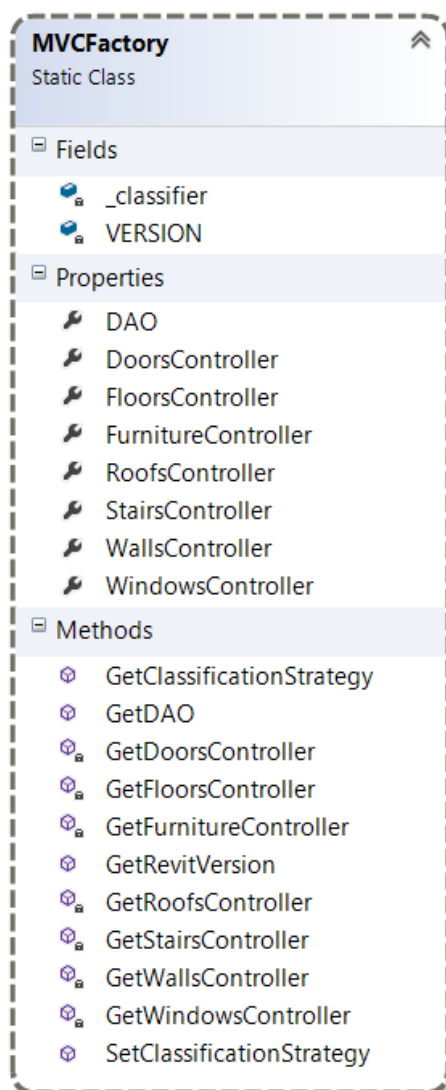 MVCFactory
Static Class
Fields
_classifier
VERSION
Properties
DAO
DoorsController
FloorsController
FurnitureController
RoofsController
StairsController
WallsController
WindowsController
Methods
GetClassificationStrategy
GetDAO
GetDoorsController
GetFloorsController
GetFurnitureController
GetRevitVersion
GetRoofsController
GetStairsController
GetWallsController
GetWindowsController
SetClassificationStrategy